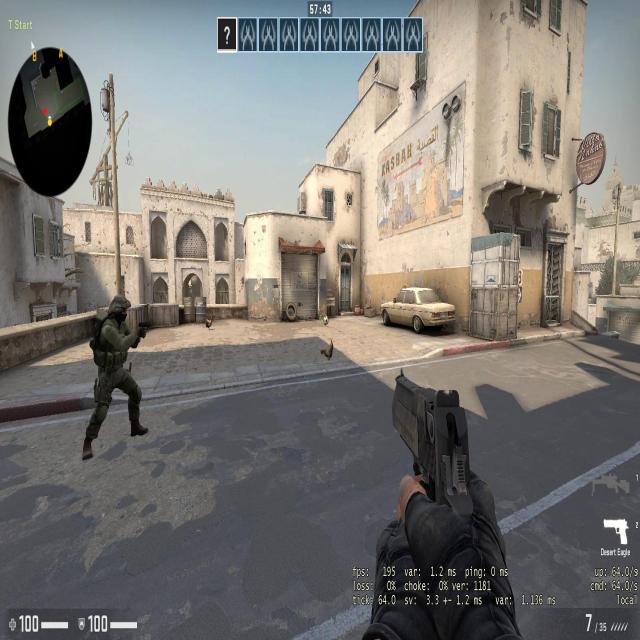 57:43
T Start
?
B
A
KASBAH القصبة
1
2
Desert Eagle
fps: 195 var: 1.2 ms ping: 0 ms
loss: 0% choke: 0% ver: 1181
tick: 64.0 sv: 3.3 +- 1.2 ms var: 1.136 ms
up: 64.0/s
cmd: 64.0/s
local
100
100
7 / 35